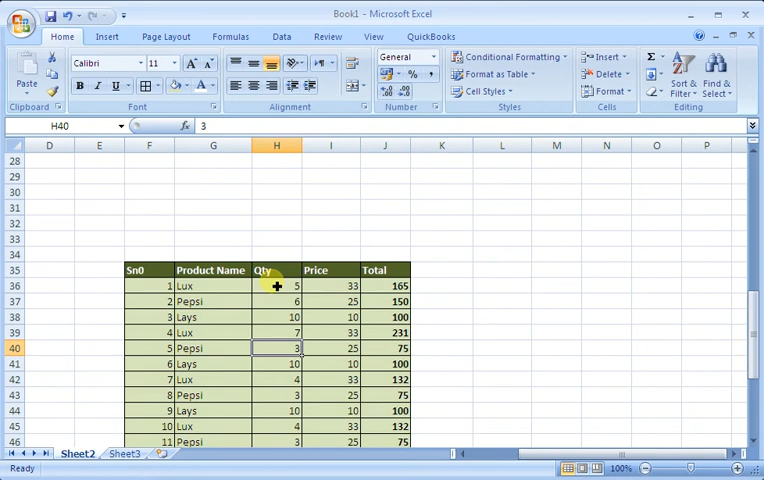 Book1 - Microsoft Excel
Home Insert Page Layout Formulas Data Review View QuickBooks
Paste Calibri 11 A A General Conditional Formatting Insert Σ Sort & Filter Find & Select
B I U A % , Format as Table Delete
Cell Styles Format
Clipboard Font Alignment Number Styles Cells Editing
H40 fx 3
D E F G H I J K L M N O P
28
29
30
31
32
33
34
35 Sn0 Product Name Qty Price Total
36 1 Lux 5 33 165
37 2 Pepsi 6 25 150
38 3 Lays 10 10 100
39 4 Lux 7 33 231
40 5 Pepsi 3 25 75
41 6 Lays 10 10 100
42 7 Lux 4 33 132
43 8 Pepsi 3 25 75
44 9 Lays 10 10 100
45 10 Lux 4 33 132
46 11 Pepsi 3 25 75
Sheet2 Sheet3
Ready 100%